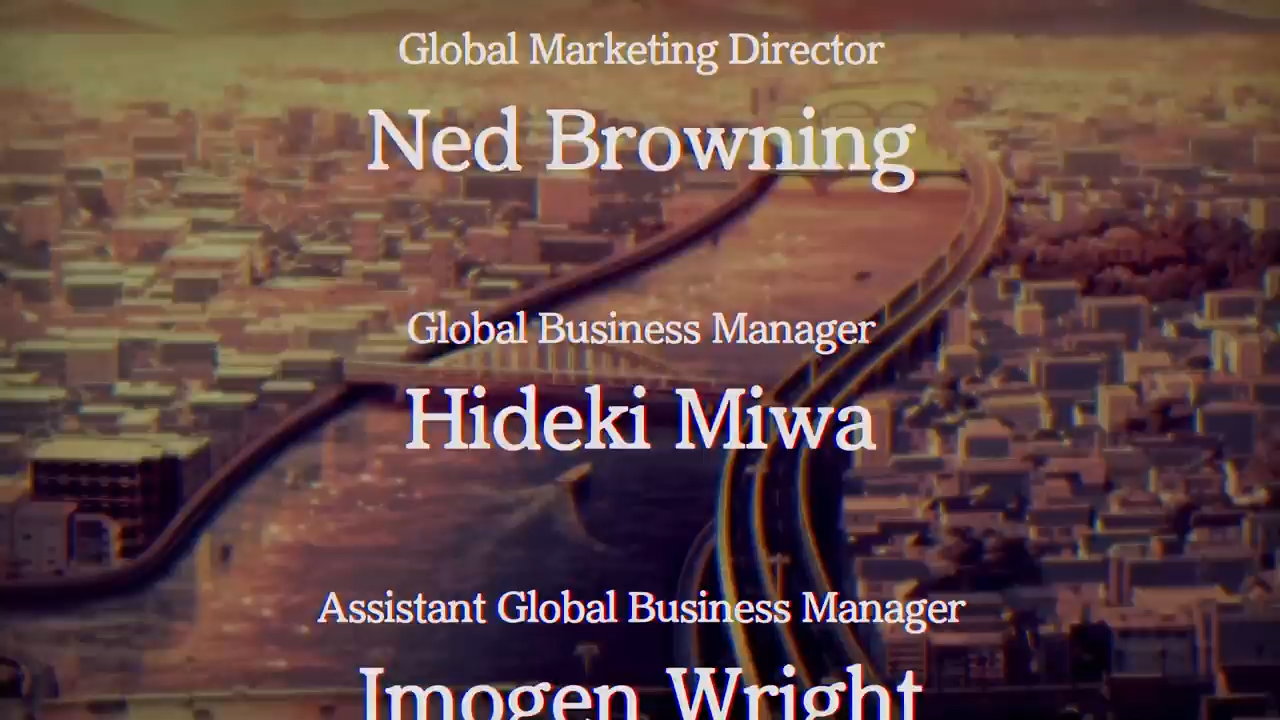 Global Marketing Director
Ned Browning
Global Business Manager
Hideki Miwa
Assistant Global Business Manager
Imogen Wright